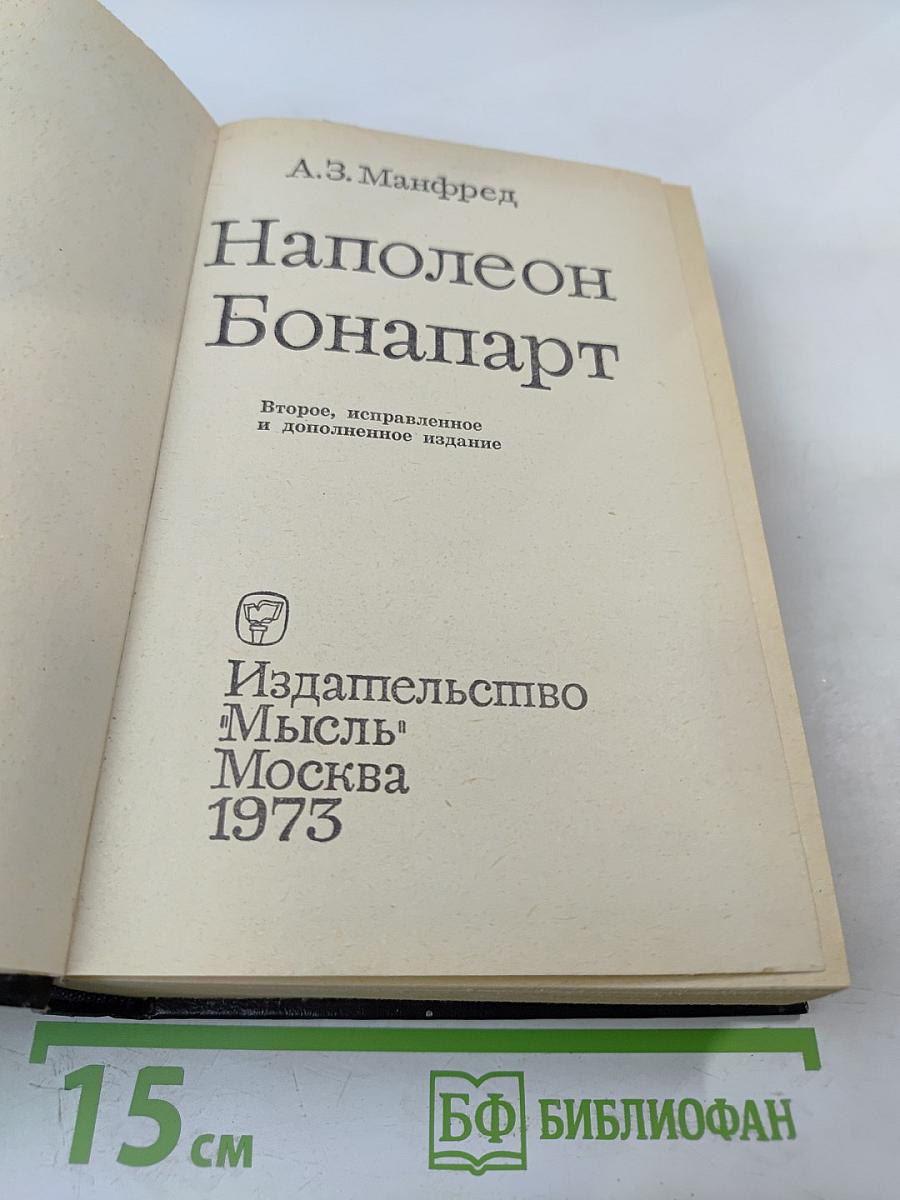 А.З. Манфред
Наполеон
Бонапарт
Второе, исправленное
и дополненное издание
Издательство
"Мысль"
Москва
1973
15 см
БФ БИБЛИОФАН